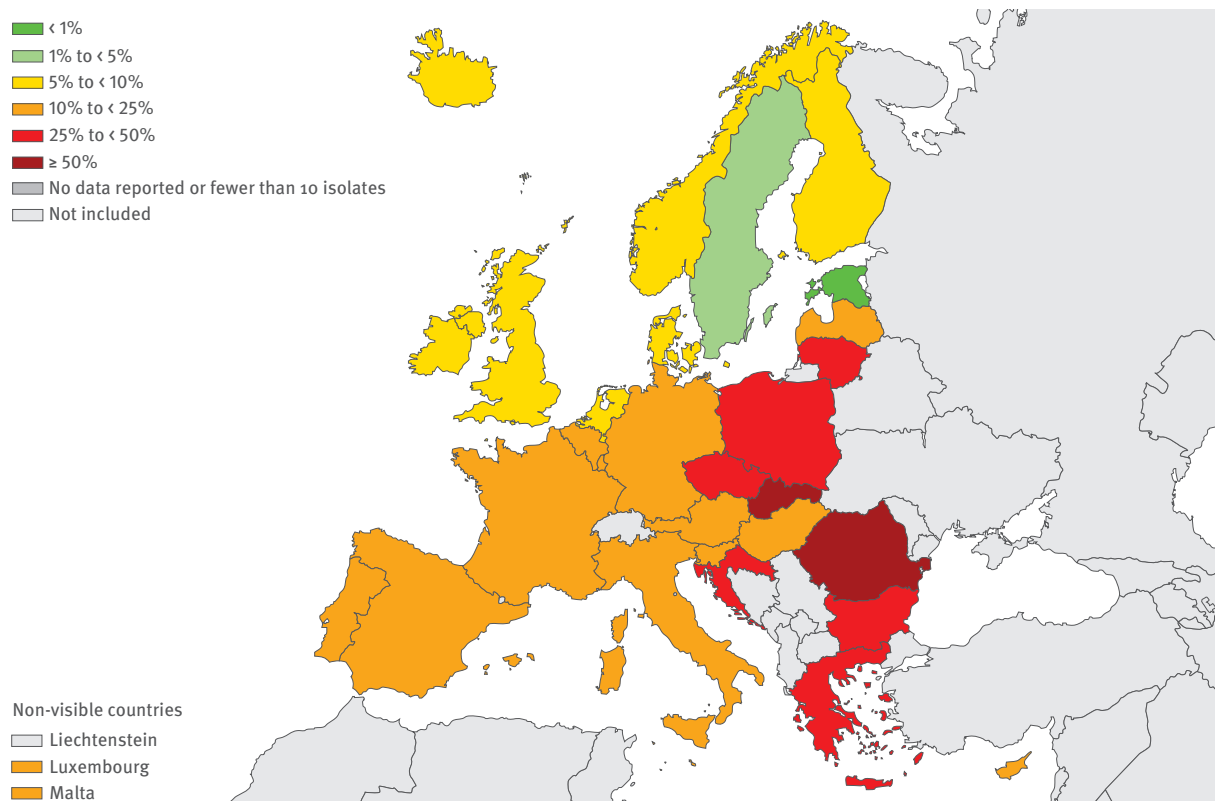 < 1%
1% to < 5%
5% to < 10%
10% to < 25%
25% to < 50%
≥ 50%
No data reported or fewer than 10 isolates
Not included
Non-visible countries
Liechtenstein
Luxembourg
Malta